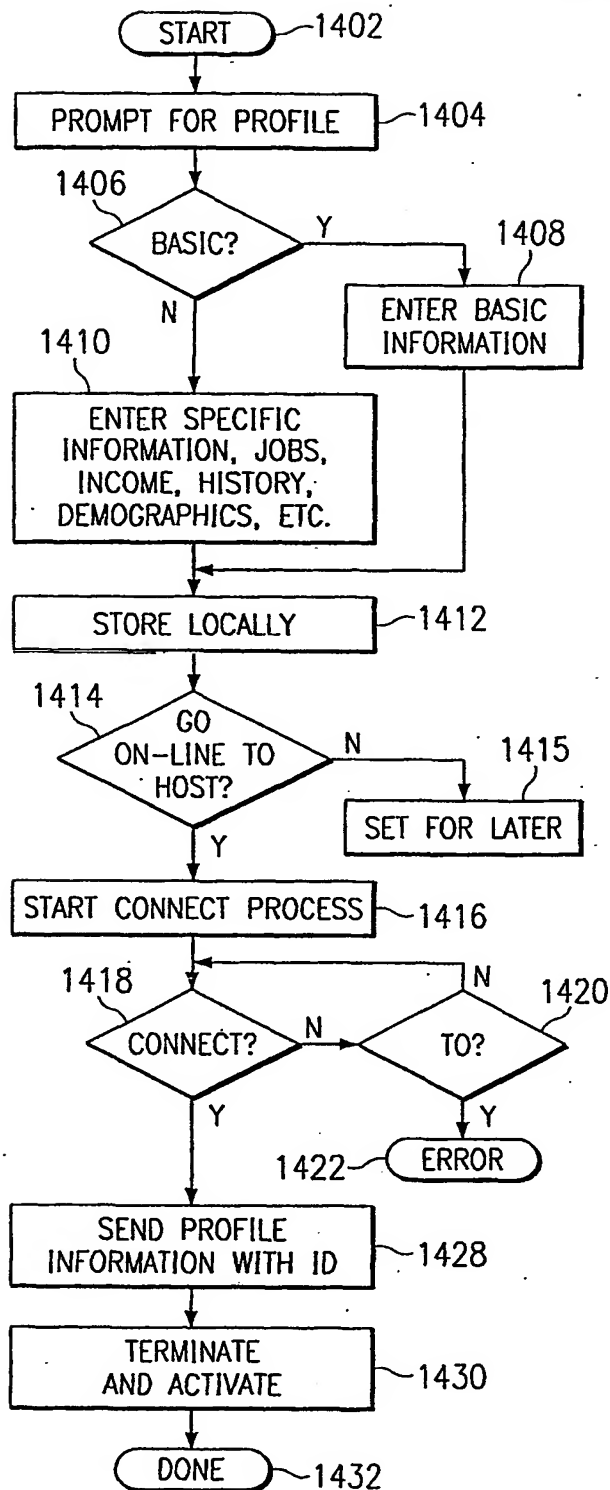 START
1402
PROMPT FOR PROFILE
1404
1406
BASIC?
Y
N
1408
ENTER BASIC
INFORMATION
1410
ENTER SPECIFIC
INFORMATION, JOBS,
INCOME, HISTORY,
DEMOGRAPHICS, ETC.
STORE LOCALLY
1412
1414
GO
ON-LINE TO
HOST?
N
Y
1415
SET FOR LATER
START CONNECT PROCESS
1416
1418
CONNECT?
N
Y
N
1420
TO?
Y
1422
ERROR
SEND PROFILE
INFORMATION WITH ID
1428
TERMINATE
AND ACTIVATE
1430
DONE
1432